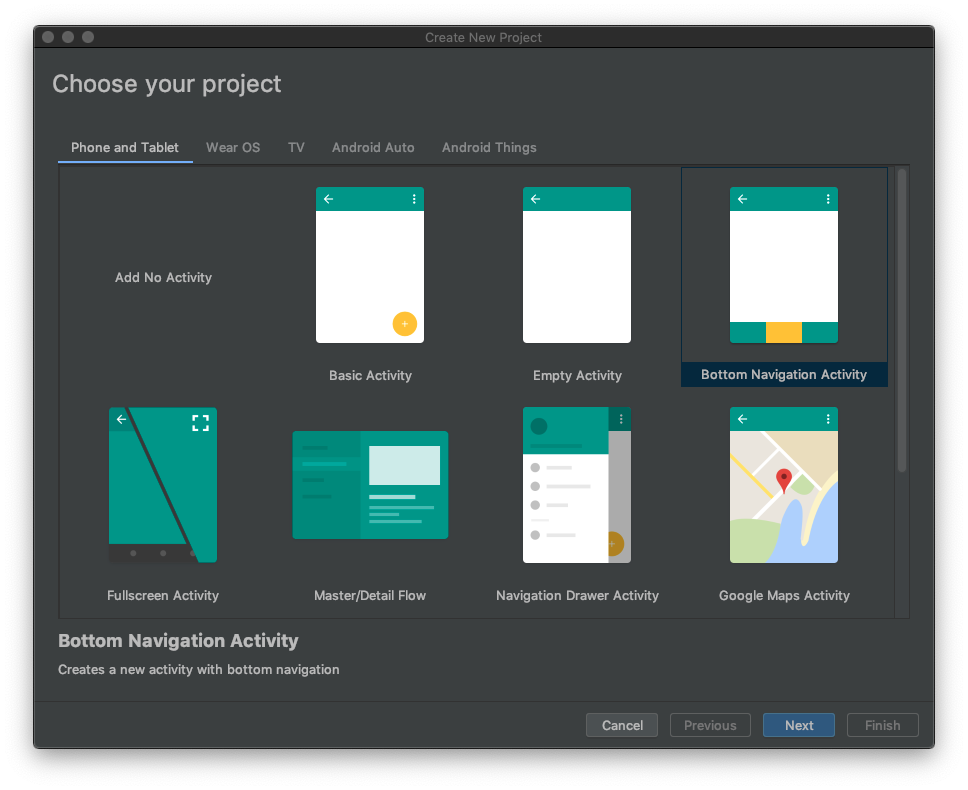 Create New Project
Choose your project
Phone and Tablet Wear OS TV Android Auto Android Things
Add No Activity
Basic Activity
Empty Activity
Bottom Navigation Activity
Fullscreen Activity
Master/Detail Flow
Navigation Drawer Activity
Google Maps Activity
Bottom Navigation Activity
Creates a new activity with bottom navigation
Cancel Previous Next Finish